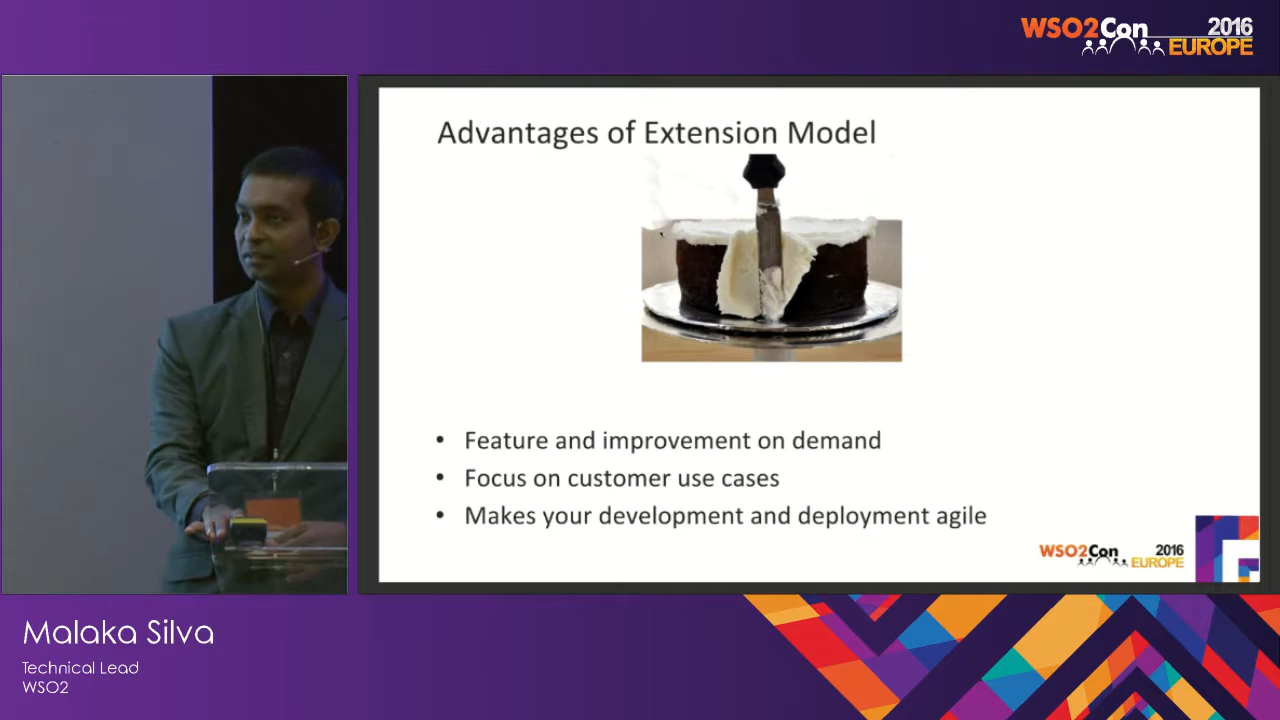 WSO2Con 2016
EUROPE
Advantages of Extension Model
• Feature and improvement on demand
• Focus on customer use cases
• Makes your development and deployment agile
WSO2Con 2016
EUROPE
Malaka Silva
Technical Lead
WSO2